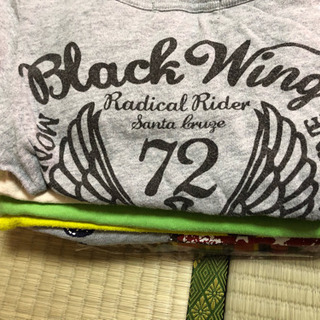 Black Wing
Radical Rider
Santa Cruze
72